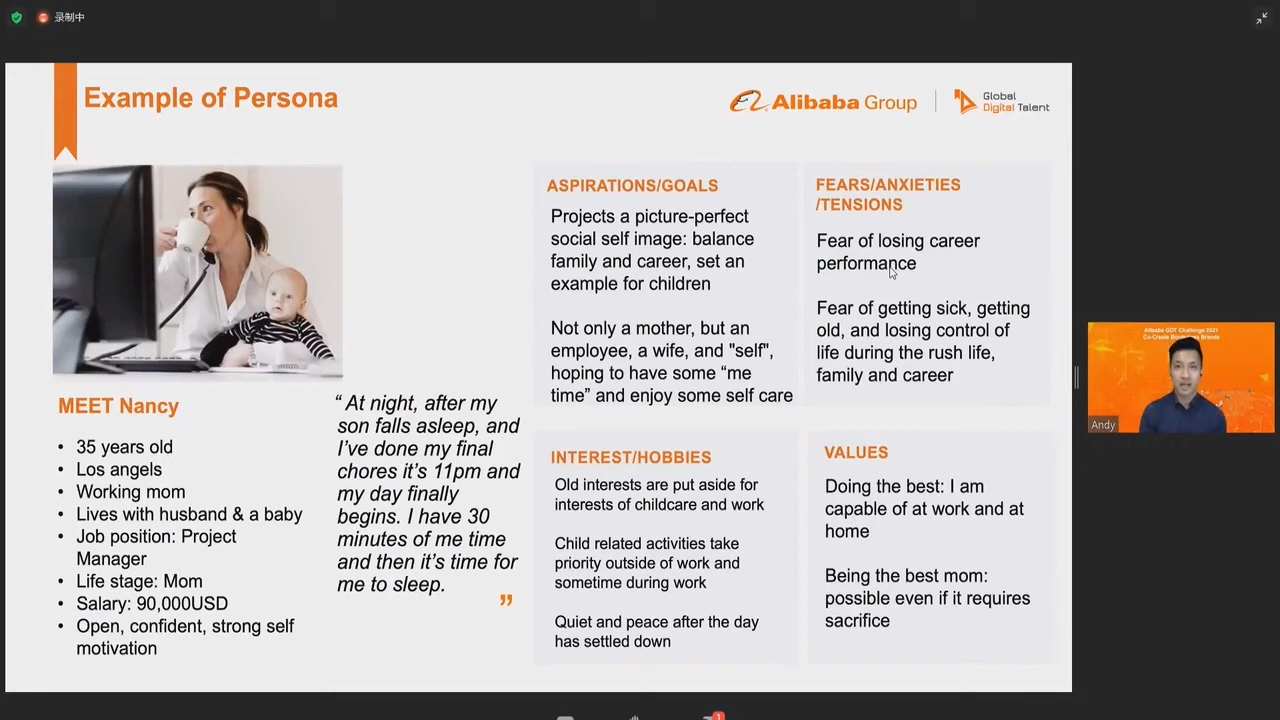 录制中
Example of Persona
Alibaba Group
Global
Digital Talent
MEET Nancy
• 35 years old
• Los angels
• Working mom
• Lives with husband & a baby
• Job position: Project
Manager
• Life stage: Mom
• Salary: 90,000USD
• Open, confident, strong self
motivation
“ At night, after my
son falls asleep, and
I’ve done my final
chores it’s 11pm and
my day finally
begins. I have 30
minutes of me time
and then it’s time for
me to sleep.
”
ASPIRATIONS/GOALS
Projects a picture-perfect
social self image: balance
family and career, set an
example for children
Not only a mother, but an
employee, a wife, and "self",
hoping to have some “me
time” and enjoy some self care
FEARS/ANXIETIES
/TENSIONS
Fear of losing career
performance
Fear of getting sick, getting
old, and losing control of
life during the rush life,
family and career
INTEREST/HOBBIES
Old interests are put aside for
interests of childcare and work
Child related activities take
priority outside of work and
sometime during work
Quiet and peace after the day
has settled down
VALUES
Doing the best: I am
capable of at work and at
home
Being the best mom:
possible even if it requires
sacrifice
Alibaba GDT Challenge 2021
Andy
1